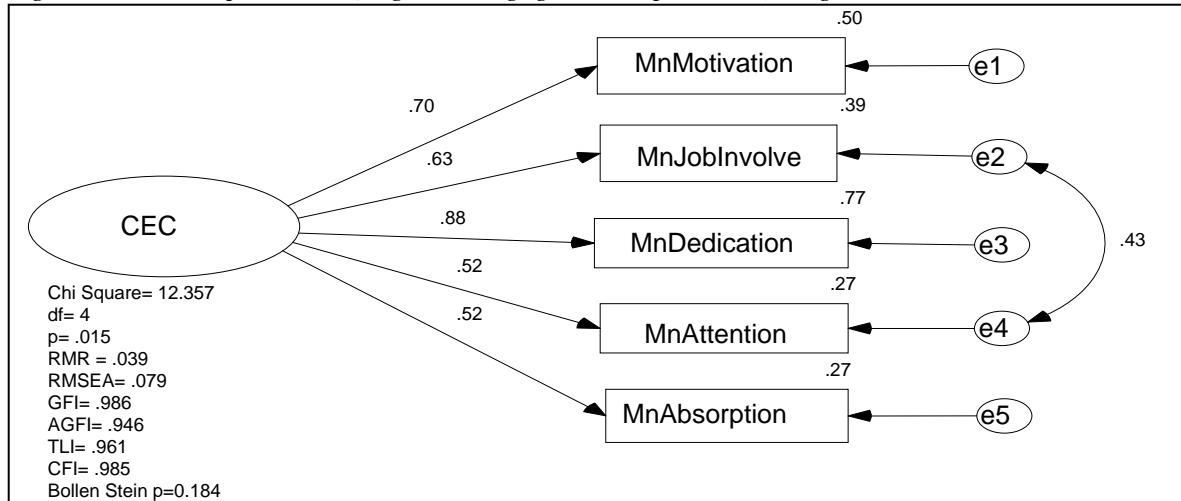 .50
MnMotivation
e1
.70
.39
MnJobInvolve
e2
.63
.77
CEC
.88
MnDedication
e3
.43
.52
.27
MnAttention
e4
.52
.27
MnAbsorption
e5
Chi Square= 12.357
df= 4
p= .015
RMR = .039
RMSEA= .079
GFI= .986
AGFI= .946
TLI= .961
CFI= .985
Bollen Stein p=0.184